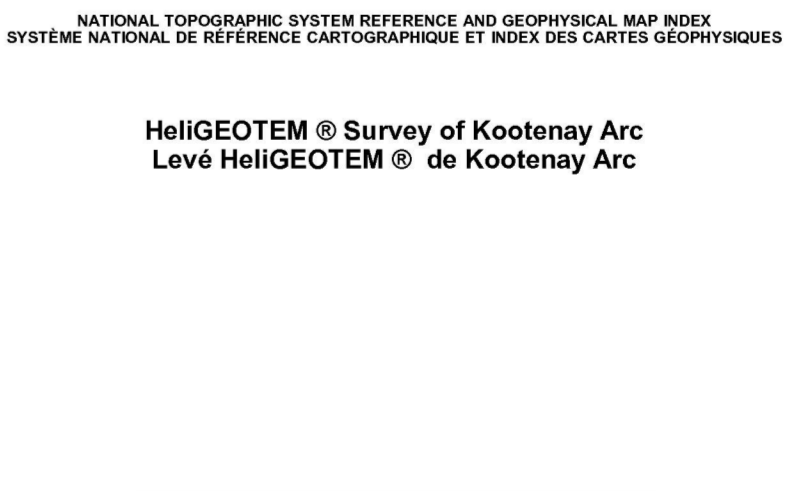 NATIONAL TOPOGRAPHIC SYSTEM REFERENCE AND GEOPHYSICAL MAP INDEX
SYSTÈME NATIONAL DE RÉFÉRENCE CARTOGRAPHIQUE ET INDEX DES CARTES GÉOPHYSIQUES
HeliGEOTEM ® Survey of Kootenay Arc
Levé HeliGEOTEM ® de Kootenay Arc